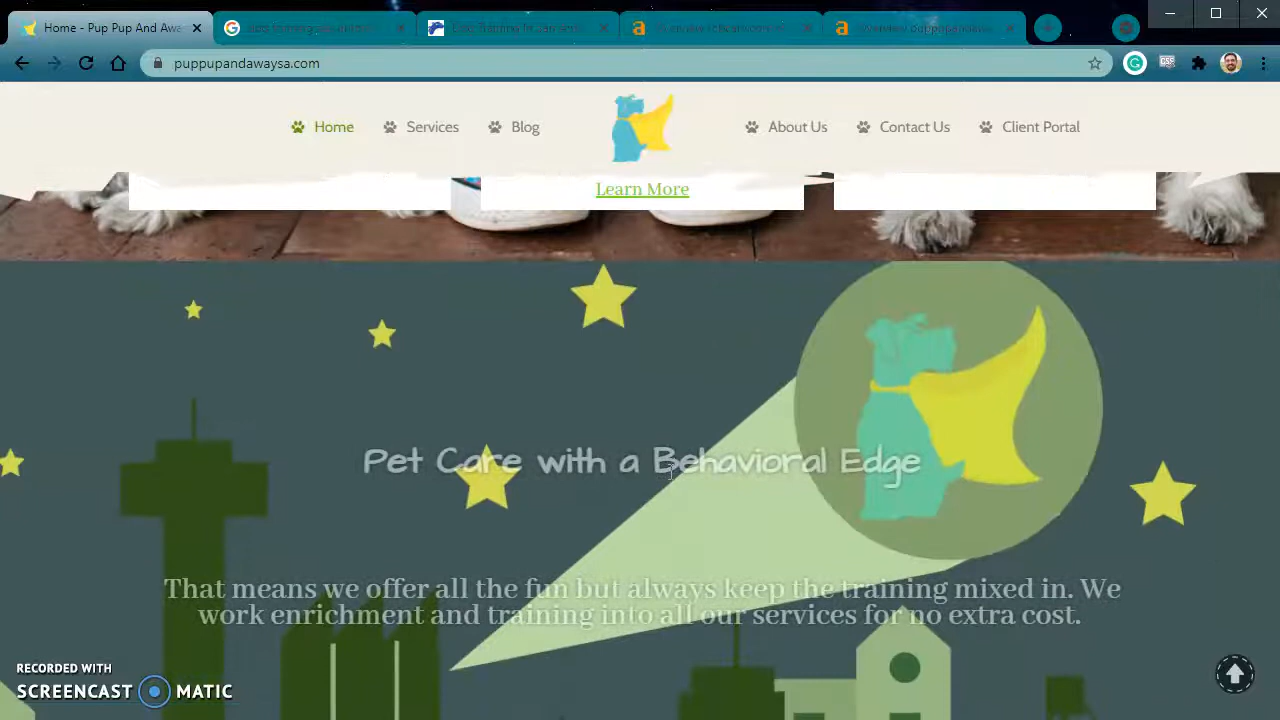 Home - Pup Pup And Awa
puppupandawaysa.com
Home
Services
Blog
About Us
Contact Us
Client Portal
Learn More
Pet Care with a Behavioral Edge
That means we offer all the fun but always keep the training mixed in. We
work enrichment and training into all our services for no extra cost.
RECORDED WITH
SCREENCAST MATIC